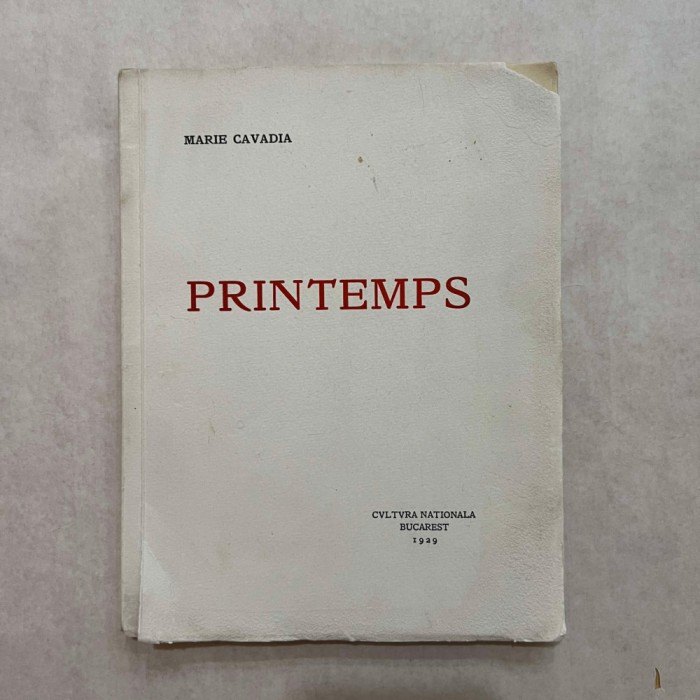 MARIE CAVADIA
PRINTEMPS
CVLTVRA NATIONALA
BUCAREST
1929